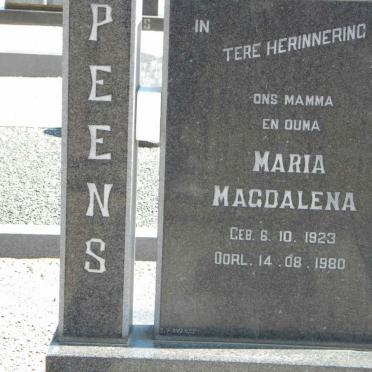 PEENS
IN
TERE HERINNERING
ONS MAMMA
EN OUMA
MARIA
MAGDALENA
GEB. 6. 10. 1923
OORL. 14. 08. 1980